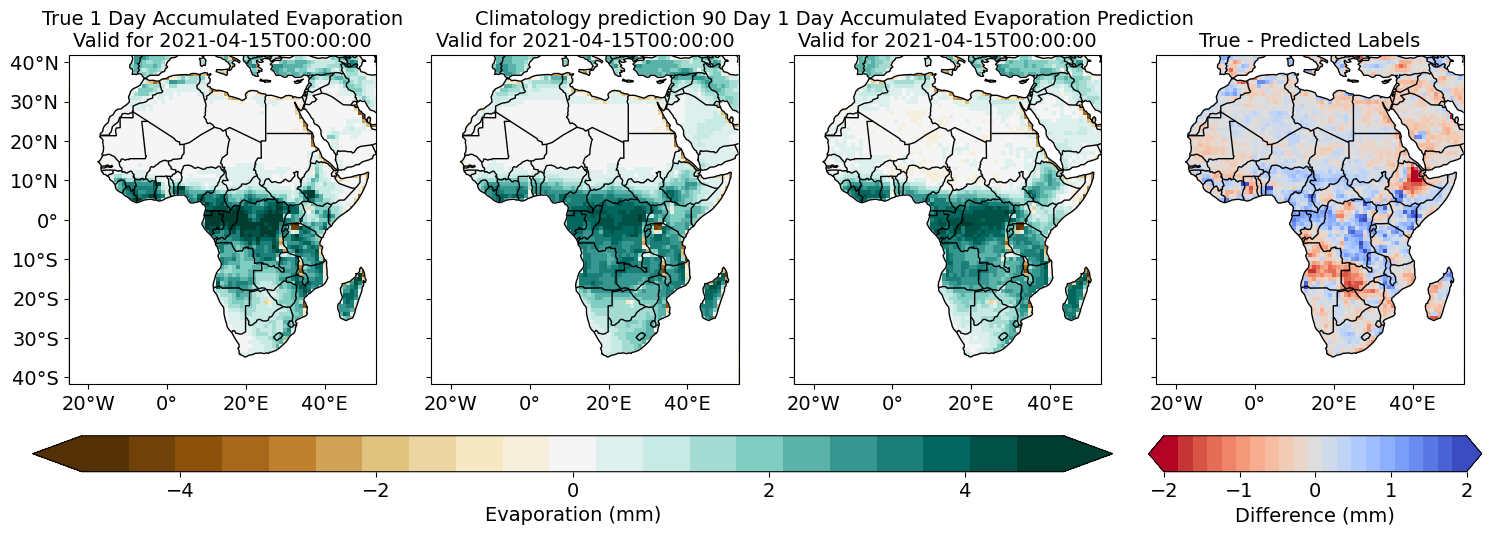 True 1 Day Accumulated Evaporation
Valid for 2021-04-15T00:00:00
Climatology prediction 90 Day 1 Day Accumulated Evaporation Prediction
Valid for 2021-04-15T00:00:00
Valid for 2021-04-15T00:00:00
True - Predicted Labels
40°N
30°N
20°N
10°N
0°
10°S
20°S
30°S
40°S
20°W 0° 20°E 40°E
20°W 0° 20°E 40°E
20°W 0° 20°E 40°E
20°W 0° 20°E 40°E
−4 −2 0 2 4
Evaporation (mm)
−2 −1 0 1 2
Difference (mm)